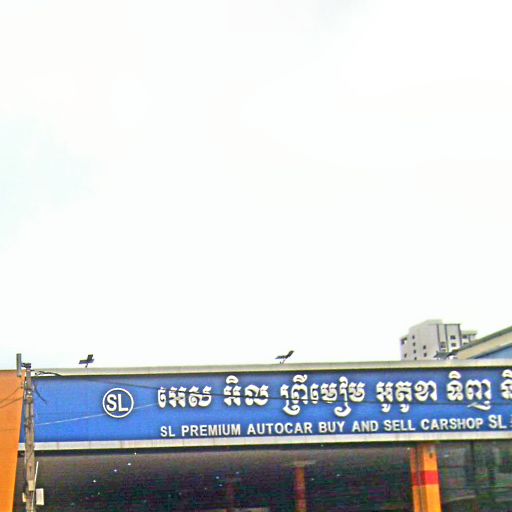 SL
អេស អិល ព្រីមៀម អូតូខា ទិញ
SL PREMIUM AUTOCAR BUY AND SELL CARSHOP SL